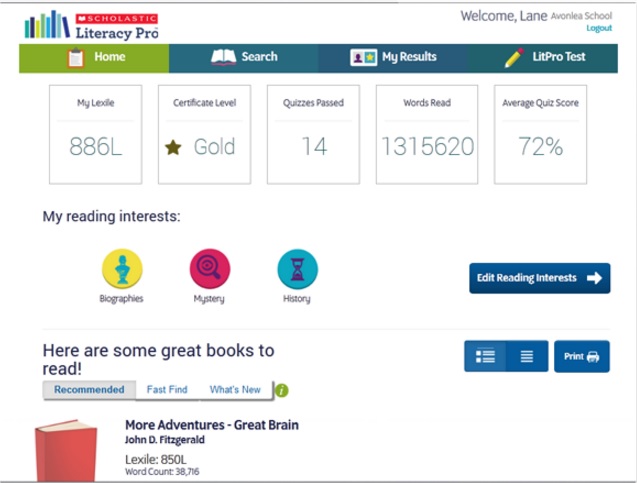 SCHOLASTIC
Literacy Pro
Welcome, Lane Avonlea School
Logout
Home
Search
My Results
LitPro Test
My Lexile
Certificate Level
Quizzes Passed
Words Read
Average Quiz Score
886L
Gold
14
1315620
72%
My reading interests:
Biographies
Mystery
History
Edit Reading Interests
Here are some great books to
read!
Print
Recommended
Fast Find
What's New
i
More Adventures - Great Brain
John D. Fitzgerald
Lexile: 850L
Word Count: 38,716